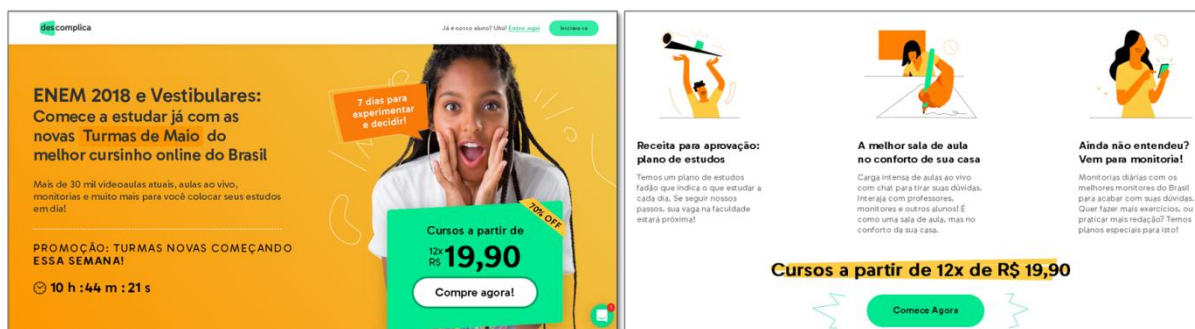 descomplica
Já é nosso aluno? Uhu! Entre aqui
Inscreva-se
ENEM 2018 e Vestibulares:
Comece a estudar já com as
novas Turmas de Maio do
melhor cursinho online do Brasil
Mais de 30 mil videoaulas atuais, aulas ao vivo,
monitorias e muito mais para você colocar seus estudos
em dia!
PROMOÇÃO: TURMAS NOVAS COMEÇANDO
ESSA SEMANA!
10 h : 44 m : 21 s
7 dias para
experimentar
e decidir!
70% OFF
Cursos a partir de
12x
R$ 19,90
Compre agora!
1
Receita para aprovação:
plano de estudos
Temos um plano de estudos
fadão que indica o que estudar a
cada dia. Se seguir nossos
passos, sua vaga na faculdade
estará próxima!
A melhor sala de aula
no conforto de sua casa
Carga intensa de aulas ao vivo
com chat para tirar suas dúvidas.
Interaja com professores,
monitores e outros alunos! É
como uma sala de aula, mas no
conforto da sua casa.
Ainda não entendeu?
Vem para monitoria!
Monitorias diárias com os
melhores monitores do Brasil
para acabar com suas dúvidas.
Quer fazer mais exercícios, ou
praticar mais redação? Temos
planos especiais para isto!
Cursos a partir de 12x de R$ 19,90
Comece Agora